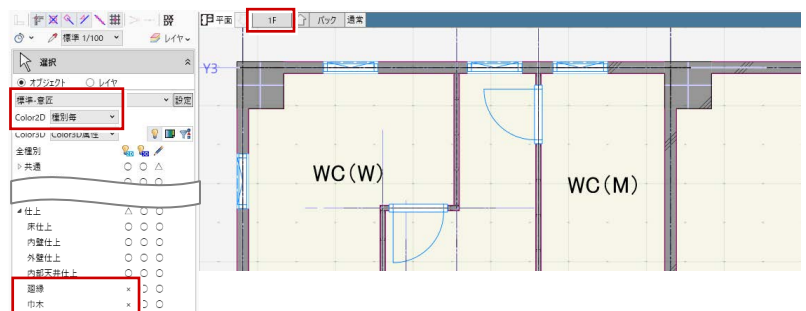 平面
1F
バック
通常
標準 1/100
レイヤ
選択
オブジェクト
レイヤ
標準-意匠
設定
Color2D
種別毎
Color3D
Color3D属性
全種別
共通
仕上
床仕上
内壁仕上
外壁仕上
内部天井仕上
廻縁
巾木
Y3
WC(W)
WC(M)